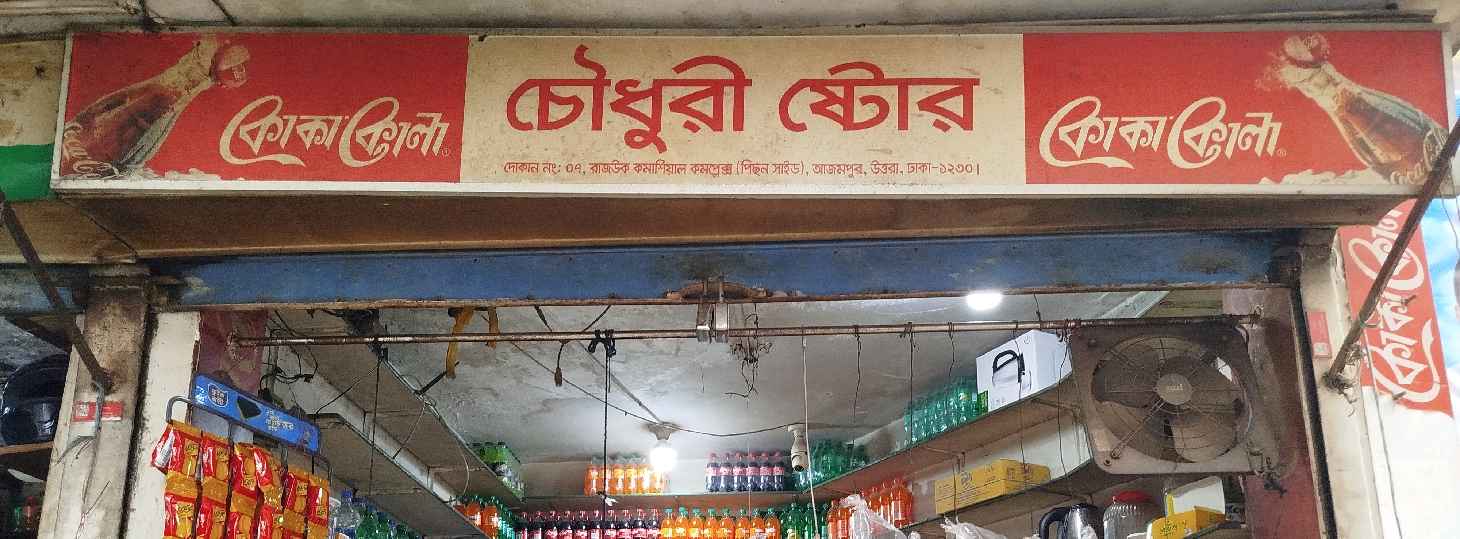 কোকা কোলা
চৌধুরী ষ্টোর
দোকান নং: ০৭, রাজউক কমার্শিয়াল কমপ্লেক্স (পিছন সাইড), আজমপুর, উত্তরা, ঢাকা-১২৩০।
কোকা কোলা
কোকা কোলা